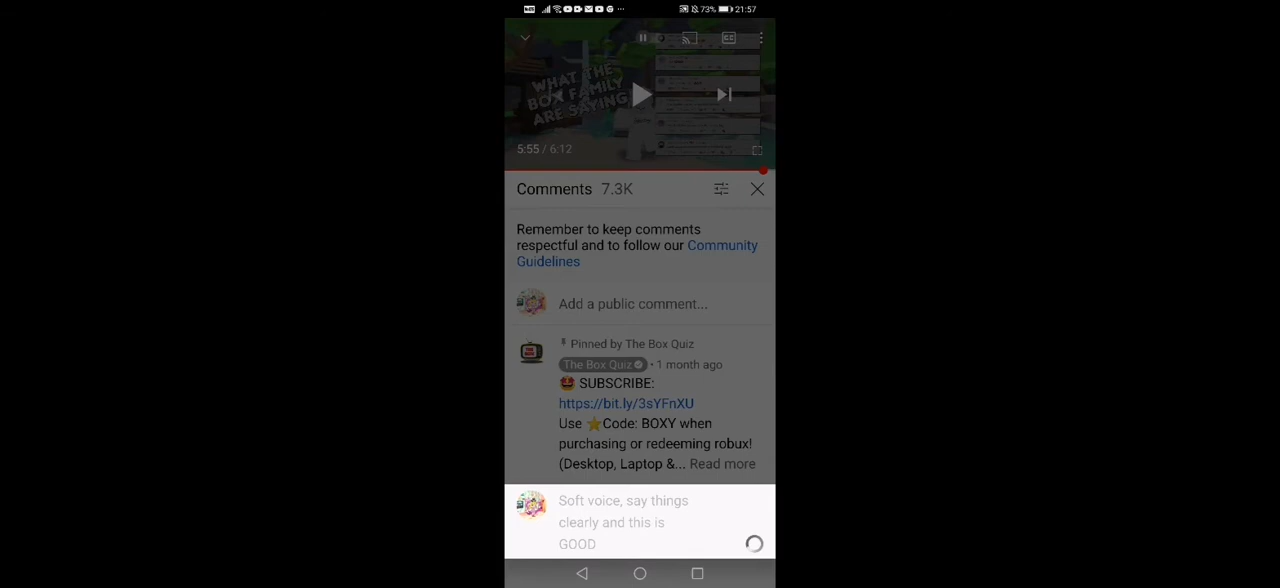 73% 21:57
WHAT THE
BOX FAMILY
ARE SAYING
5:55 / 6:12
Comments 7.3K
Remember to keep comments
respectful and to follow our Community
Guidelines
Add a public comment...
Pinned by The Box Quiz
The Box Quiz • 1 month ago
🤩 SUBSCRIBE:
https://bit.ly/3sYFnXU
Use ⭐Code: BOXY when
purchasing or redeeming robux!
(Desktop, Laptop &... Read more
Soft voice, say things
clearly and this is
GOOD